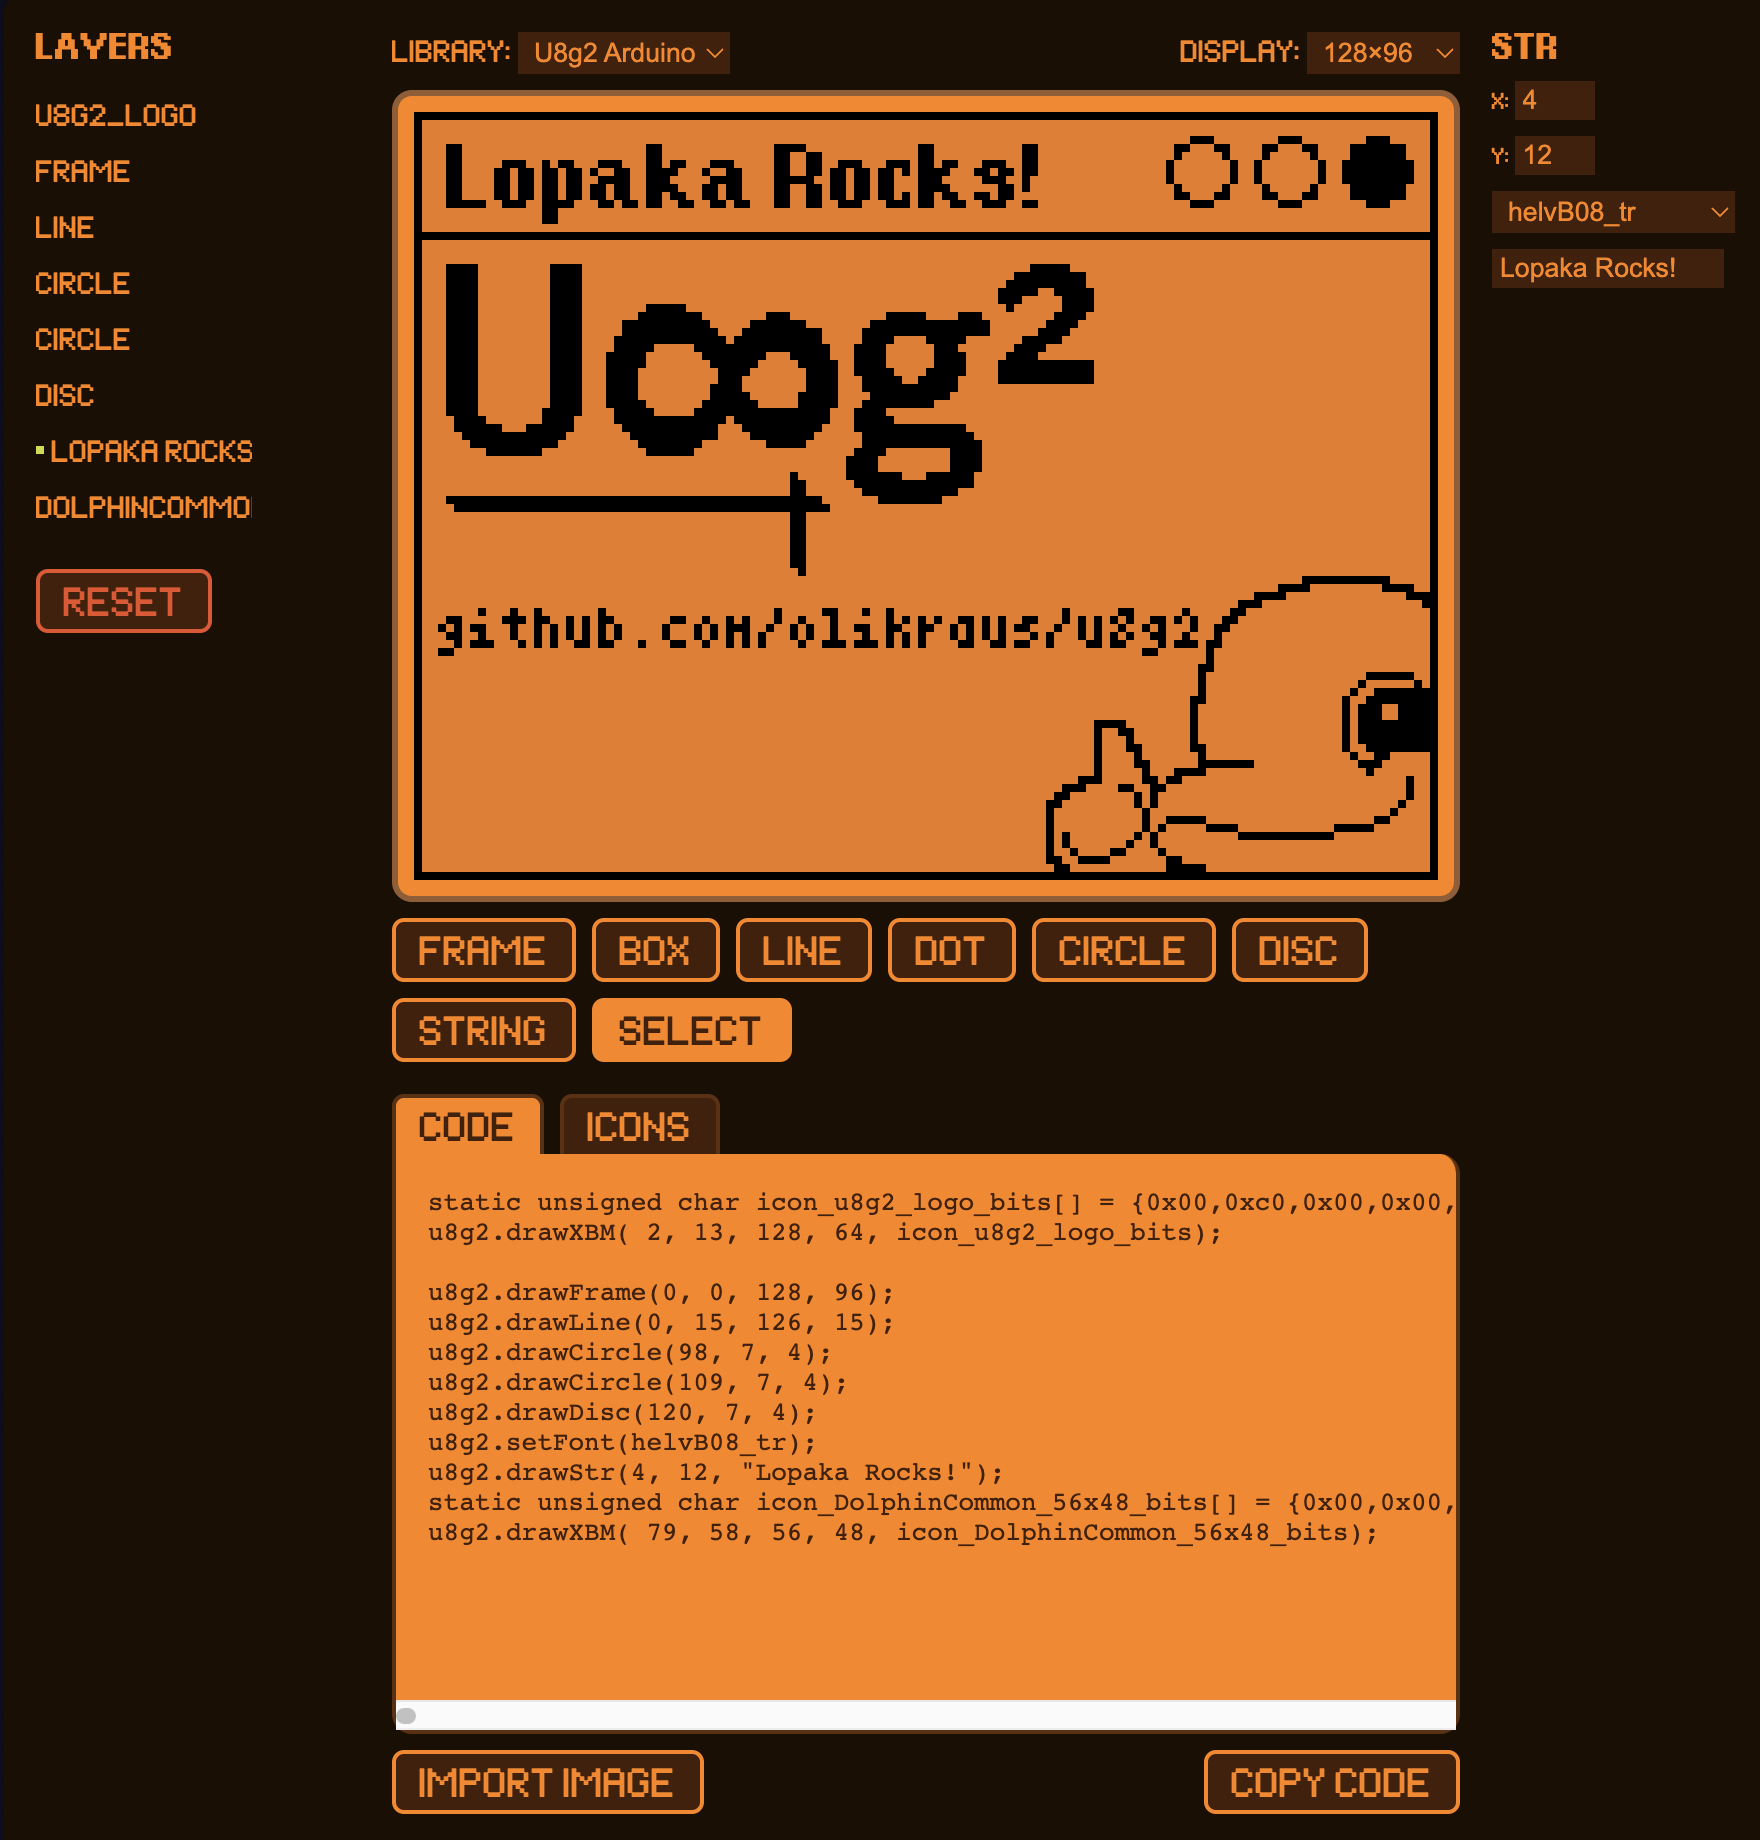 LAYERS
U8G2_LOGO
FRAME
LINE
CIRCLE
CIRCLE
DISC
LOPAKA ROCKS
DOLPHINCOMMO
RESET
LIBRARY: U8g2 Arduino
DISPLAY: 128×96
Lopaka Rocks!
U8g2
github.com/olikraus/u8g2
FRAME BOX LINE DOT CIRCLE DISC
STRING SELECT
CODE ICONS
static unsigned char icon_u8g2_logo_bits[] = {0x00,0xc0,0x00,0x00,
u8g2.drawXBM( 2, 13, 128, 64, icon_u8g2_logo_bits);
u8g2.drawFrame(0, 0, 128, 96);
u8g2.drawLine(0, 15, 126, 15);
u8g2.drawCircle(98, 7, 4);
u8g2.drawCircle(109, 7, 4);
u8g2.drawDisc(120, 7, 4);
u8g2.setFont(helvB08_tr);
u8g2.drawStr(4, 12, "Lopaka Rocks!");
static unsigned char icon_DolphinCommon_56x48_bits[] = {0x00,0x00,
u8g2.drawXBM( 79, 58, 56, 48, icon_DolphinCommon_56x48_bits);
IMPORT IMAGE
COPY CODE
STR
X: 4
Y: 12
helvB08_tr
Lopaka Rocks!